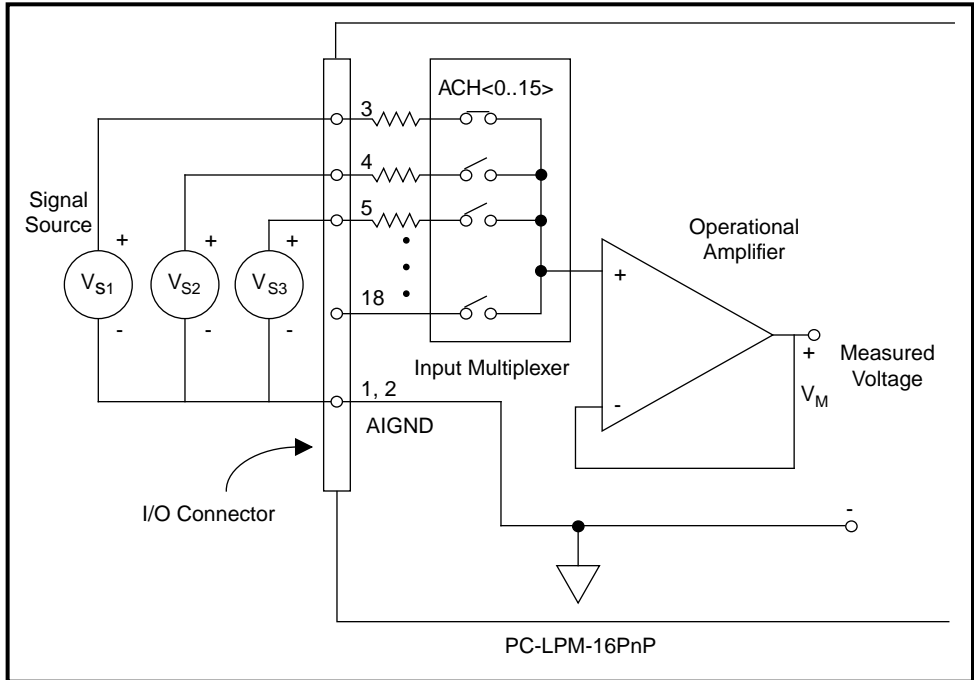 ACH<0..15>
3
4
5
18
1, 2
AIGND
Signal
Source
+
+
+
VS1
VS2
VS3
-
-
-
Input Multiplexer
Operational
Amplifier
+
-
+
VM
Measured
Voltage
I/O Connector
-
PC-LPM-16PnP